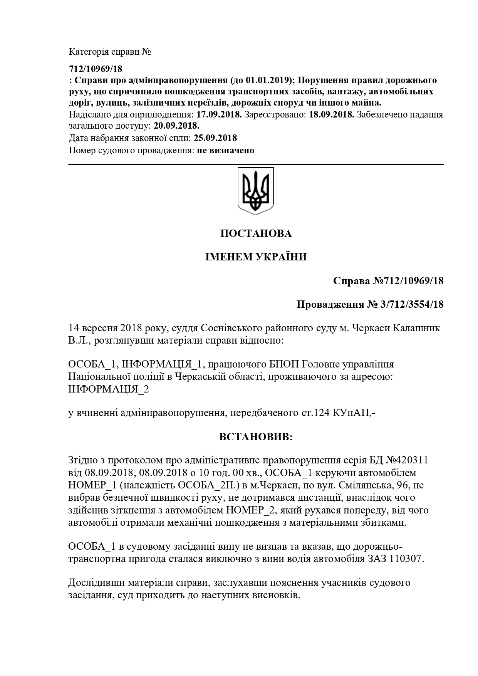 Категорія справи №
712/10969/18
: Справи про адмінправопорушення (до 01.01.2019); Порушення правил дорожнього
руху, що спричинило пошкодження транспортних засобів, вантажу, автомобільних
доріг, вулиць, залізничних переїздів, дорожніх споруд чи іншого майна.
Надіслано для оприлюднення: 17.09.2018. Зареєстровано: 18.09.2018. Забезпечено надання
загального доступу: 20.09.2018.
Дата набрання законної сили: 25.09.2018
Номер судового провадження: не визначено
ПОСТАНОВА
ІМЕНЕМ УКРАЇНИ
Справа №712/10969/18
Провадження № 3/712/3554/18
14 вересня 2018 року, суддя Соснівського районного суду м. Черкаси Калашник
В.Л., розглянувши матеріали справи відносно:
ОСОБА_1, ІНФОРМАЦІЯ_1, працюючого БПОП Головне управління
Національної поліції в Черкаській області, проживаючого за адресою:
ІНФОРМАЦІЯ_2
у вчиненні адмінправопорушення, передбаченого ст.124 КУпАП,-
ВСТАНОВИВ:
Згідно з протоколом про адміністративне правопорушення серія БД №420311
від 08.09.2018, 08.09.2018 о 10 год. 00 хв., ОСОБА_1 керуючи автомобілем
НОМЕР_1 (належність ОСОБА_2П.) в м.Черкаси, по вул. Смілянська, 96, не
вибрав безпечної швидкості руху, не дотримався дистанції, внаслідок чого
здійснив зіткнення з автомобілем НОМЕР_2, який рухався попереду, від чого
автомобілі отримали механічні пошкодження з матеріальними збитками.
ОСОБА_1 в судовому засіданні вину не визнав та вказав, що дорожньо-
транспортна пригода сталася виключно з вини водія автомобіля ЗАЗ 110307.
Дослідивши матеріали справи, заслухавши пояснення учасників судового
засідання, суд приходить до наступних висновків.